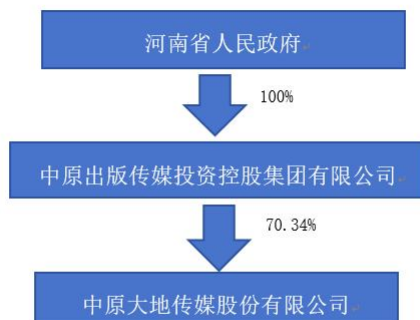 河南省人民政府
100%
中原出版传媒投资控股集团有限公司
70.34%
中原大地传媒股份有限公司